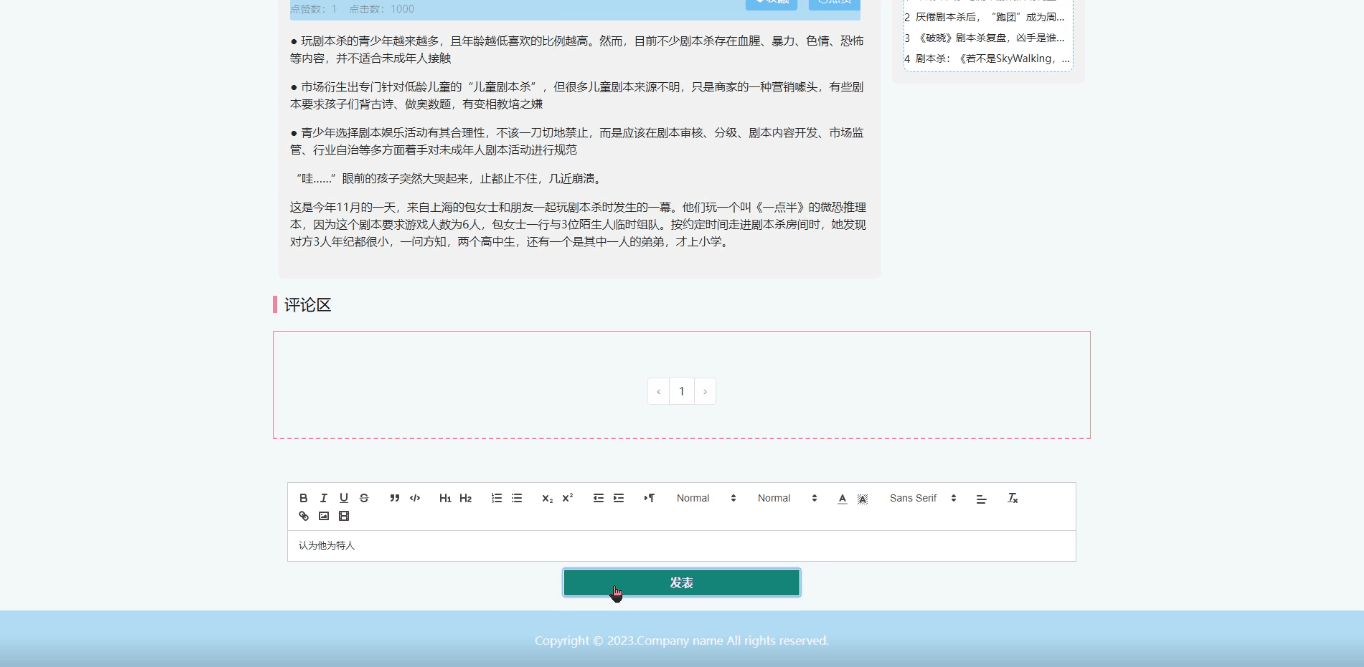 点赞数：1 点击数：1000
收藏
点赞
● 玩剧本杀的青少年越来越多，且年龄越低喜欢的比例越高。然而，目前不少剧本杀存在血腥、暴力、色情、恐怖
等内容，并不适合未成年人接触
● 市场衍生出专门针对低龄儿童的“儿童剧本杀”，但很多儿童剧本来源不明，只是商家的一种营销噱头，有些剧
本要求孩子们背古诗、做奥数题，有变相教培之嫌
● 青少年选择剧本娱乐活动有其合理性，不该一刀切地禁止，而是应该在剧本审核、分级、剧本内容开发、市场监
管、行业自治等多方面着手对未成年人剧本活动进行规范
“哇……”眼前的孩子突然大哭起来，止都止不住，几近崩溃。
这是今年11月的一天，来自上海的包女士和朋友一起玩剧本杀时发生的一幕。他们玩一个叫《一点半》的微恐推理
本，因为这个剧本要求游戏人数为6人，包女士一行与3位陌生人临时组队。按约定时间走进剧本杀房间时，她发现
对方3人年纪都很小，一问方知，两个高中生，还有一个是其中一人的弟弟，才上小学。
2 厌倦剧本杀后，“跑团”成为周...
3 《破晓》剧本杀复盘，凶手是谁...
4 剧本杀：《若不是SkyWalking，...
评论区
‹ 1 ›
B I U S ” </> H1 H2 X2 X2 Normal Normal A A Sans Serif Tx
认为他为特人
发表
Copyright © 2023.Company name All rights reserved.